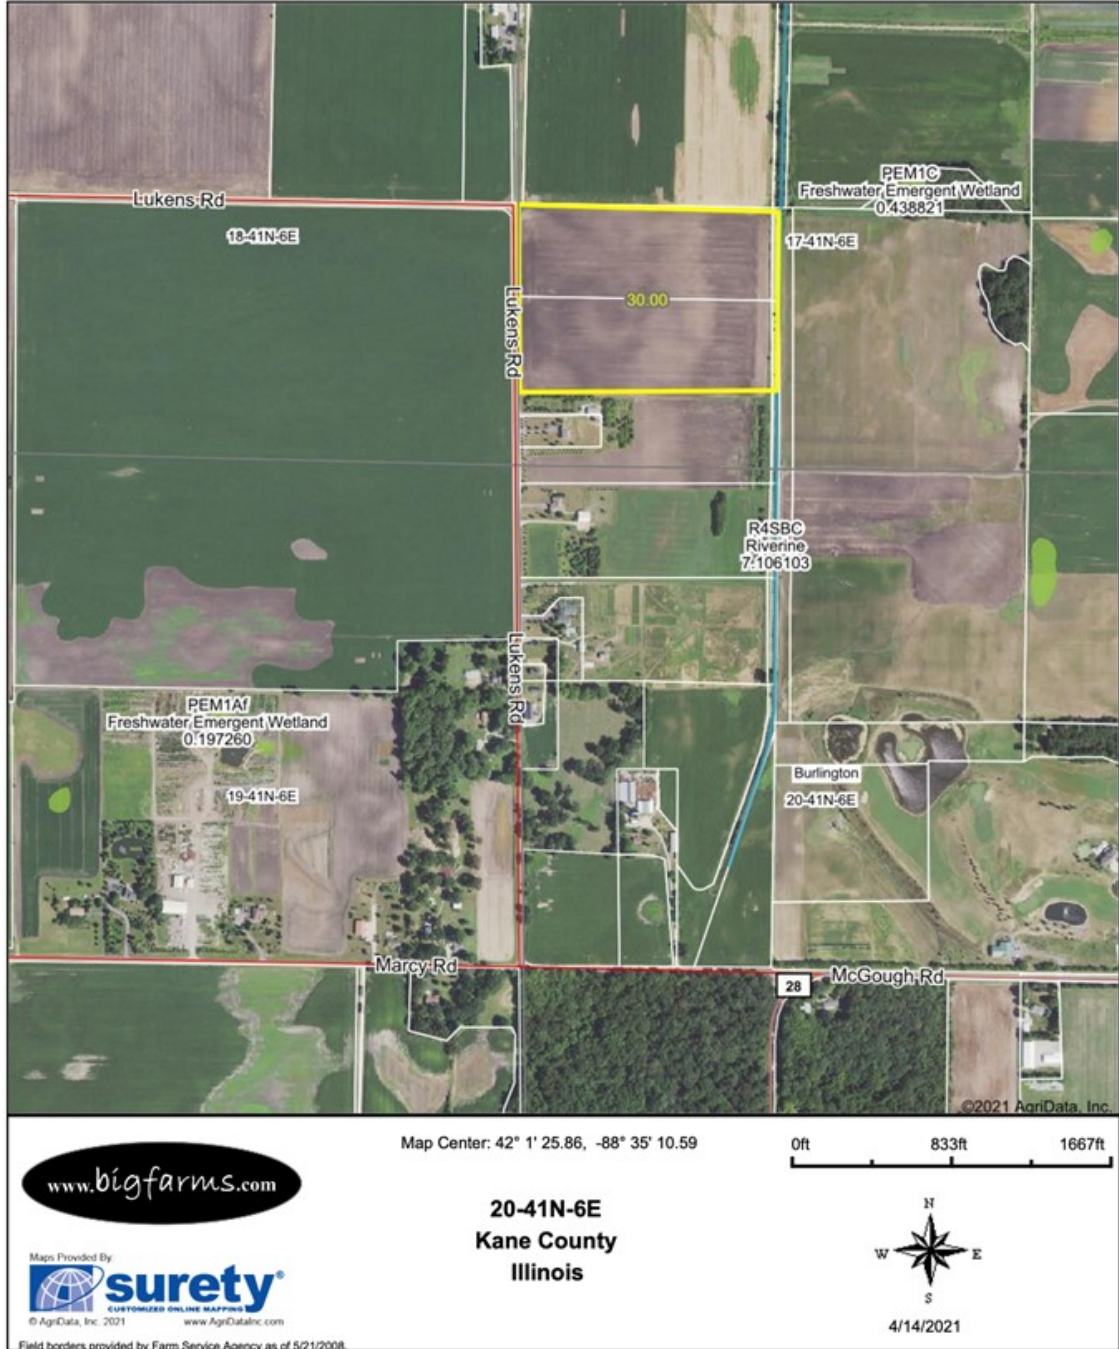 Lukens Rd
18-41N-6E
PEM1C
Freshwater Emergent Wetland
0.438821
17-41N-6E
Lukens Rd
30.00
R4SBC
Riverine
7.106103
Lukens Rd
PEM1Af
Freshwater Emergent Wetland
0.197260
19-41N-6E
Burlington
20-41N-6E
Marcy Rd
28
McGough Rd
©2021 AgriData, Inc.
www.bigfarms.com
Map Center: 42° 1' 25.86, -88° 35' 10.59
0ft 833ft 1667ft
20-41N-6E
Kane County
Illinois
N
W E
S
4/14/2021
Maps Provided By:
surety®
CUSTOMIZED ONLINE MAPPING
© AgriData, Inc. 2021 www.AgriDataInc.com
Field borders provided by Farm Service Agency as of 5/21/2008.